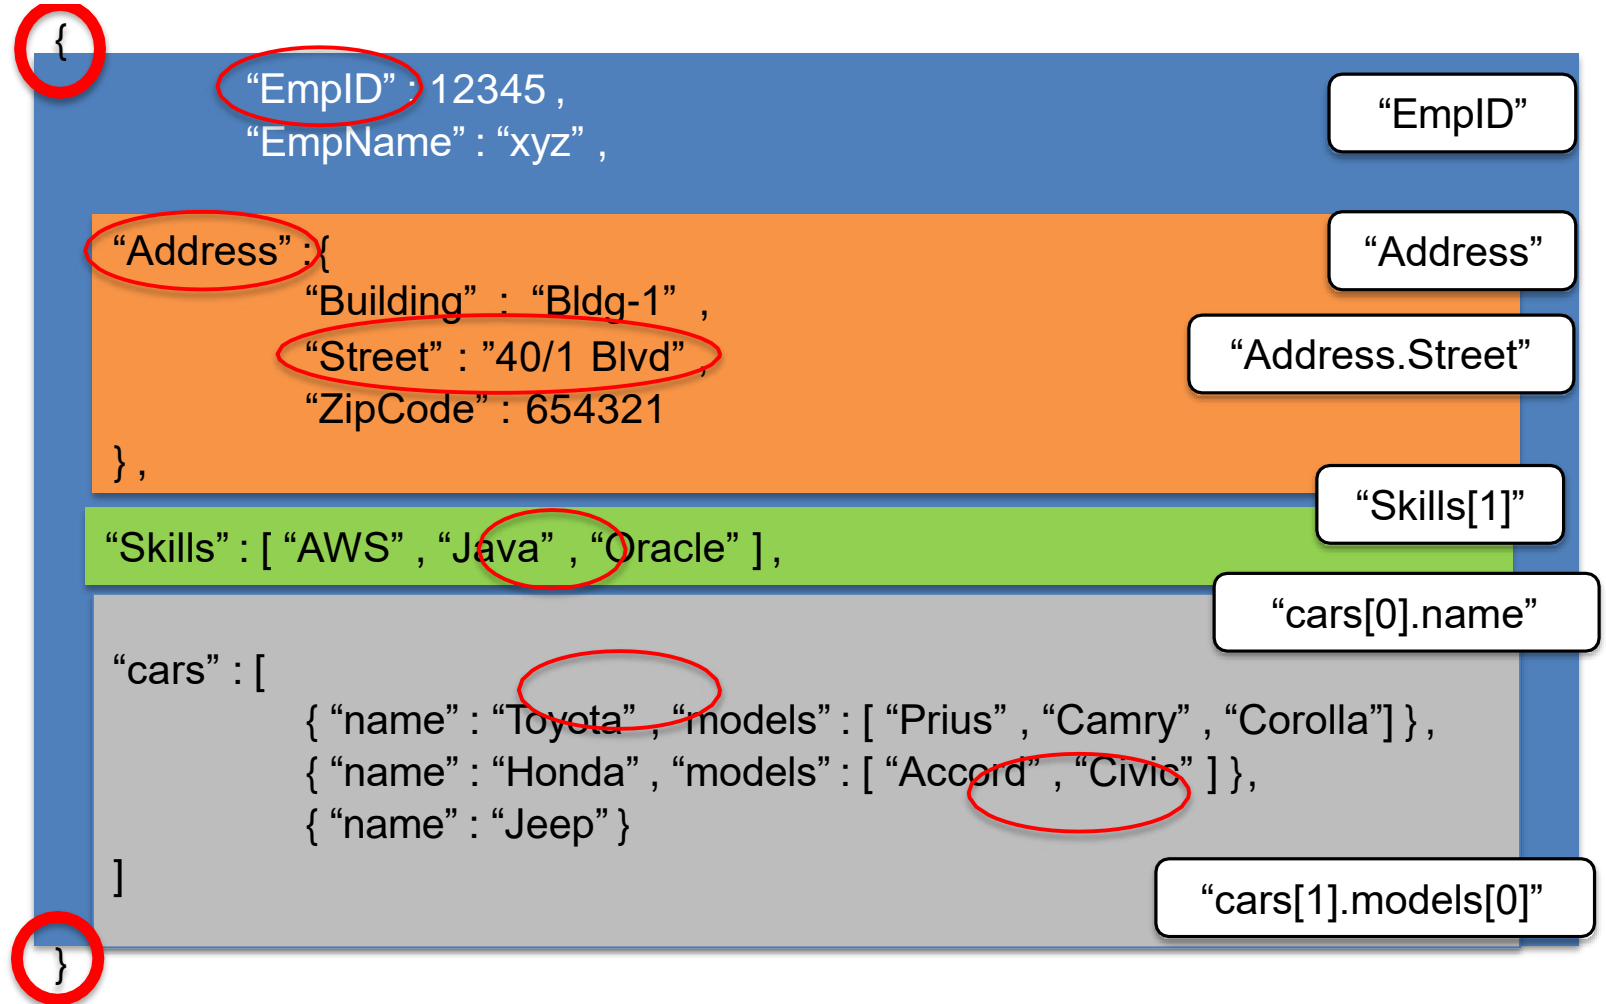 {
“EmpID” : 12345 ,
“EmpID”
“EmpName” : “xyz” ,
“Address” :{
“Address”
“Building” : “Bldg-1” ,
“Street” : ”40/1 Blvd” ,
“Address.Street”
“ZipCode” : 654321
} ,
“Skills[1]”
“Skills” : [ “AWS” , “Java” , “Oracle” ] ,
“cars[0].name”
“cars” : [
{ “name” : “Toyota” , “models” : [ “Prius” , “Camry” , “Corolla”] } ,
{ “name” : “Honda” , “models” : [ “Accord” , “Civic” ] },
{ “name” : “Jeep” }
]
“cars[1].models[0]”
}